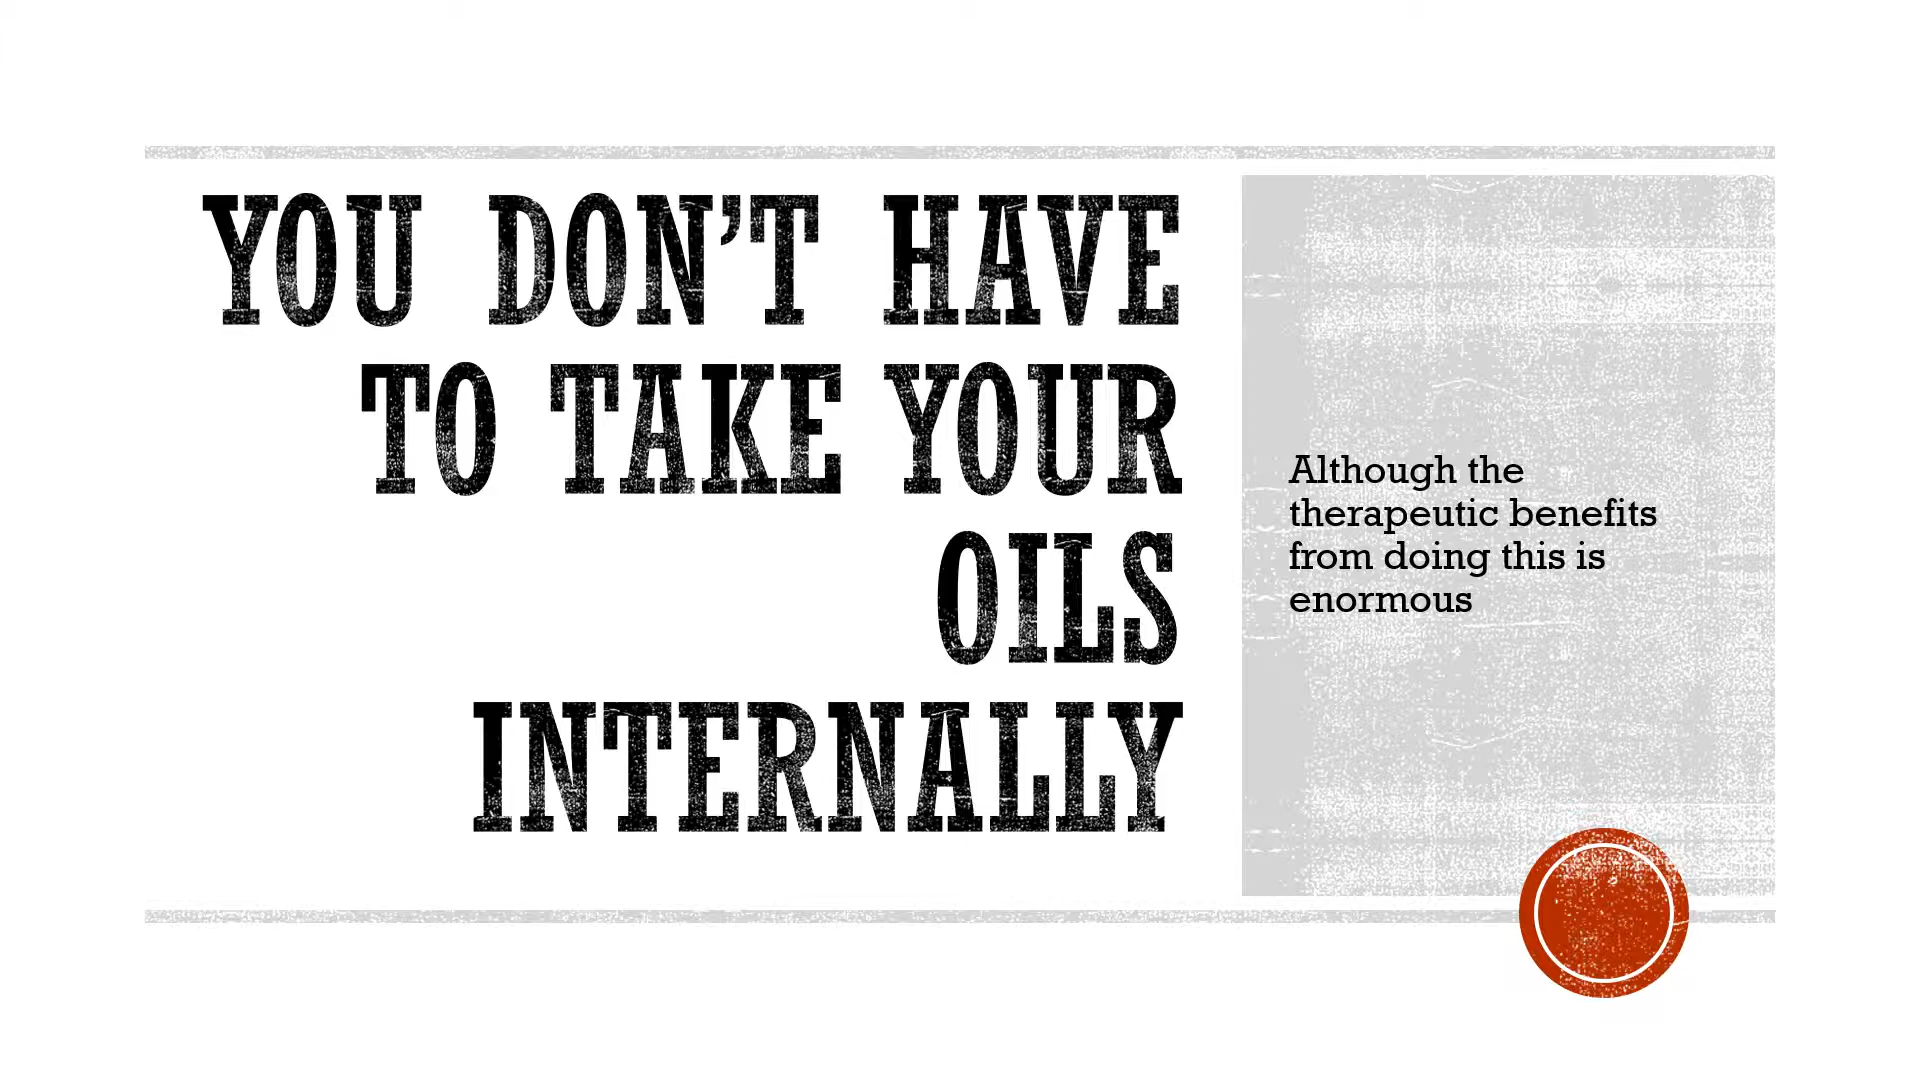 YOU DON’T HAVE
TO TAKE YOUR
OILS
INTERNALLY
Although the
therapeutic benefits
from doing this is
enormous